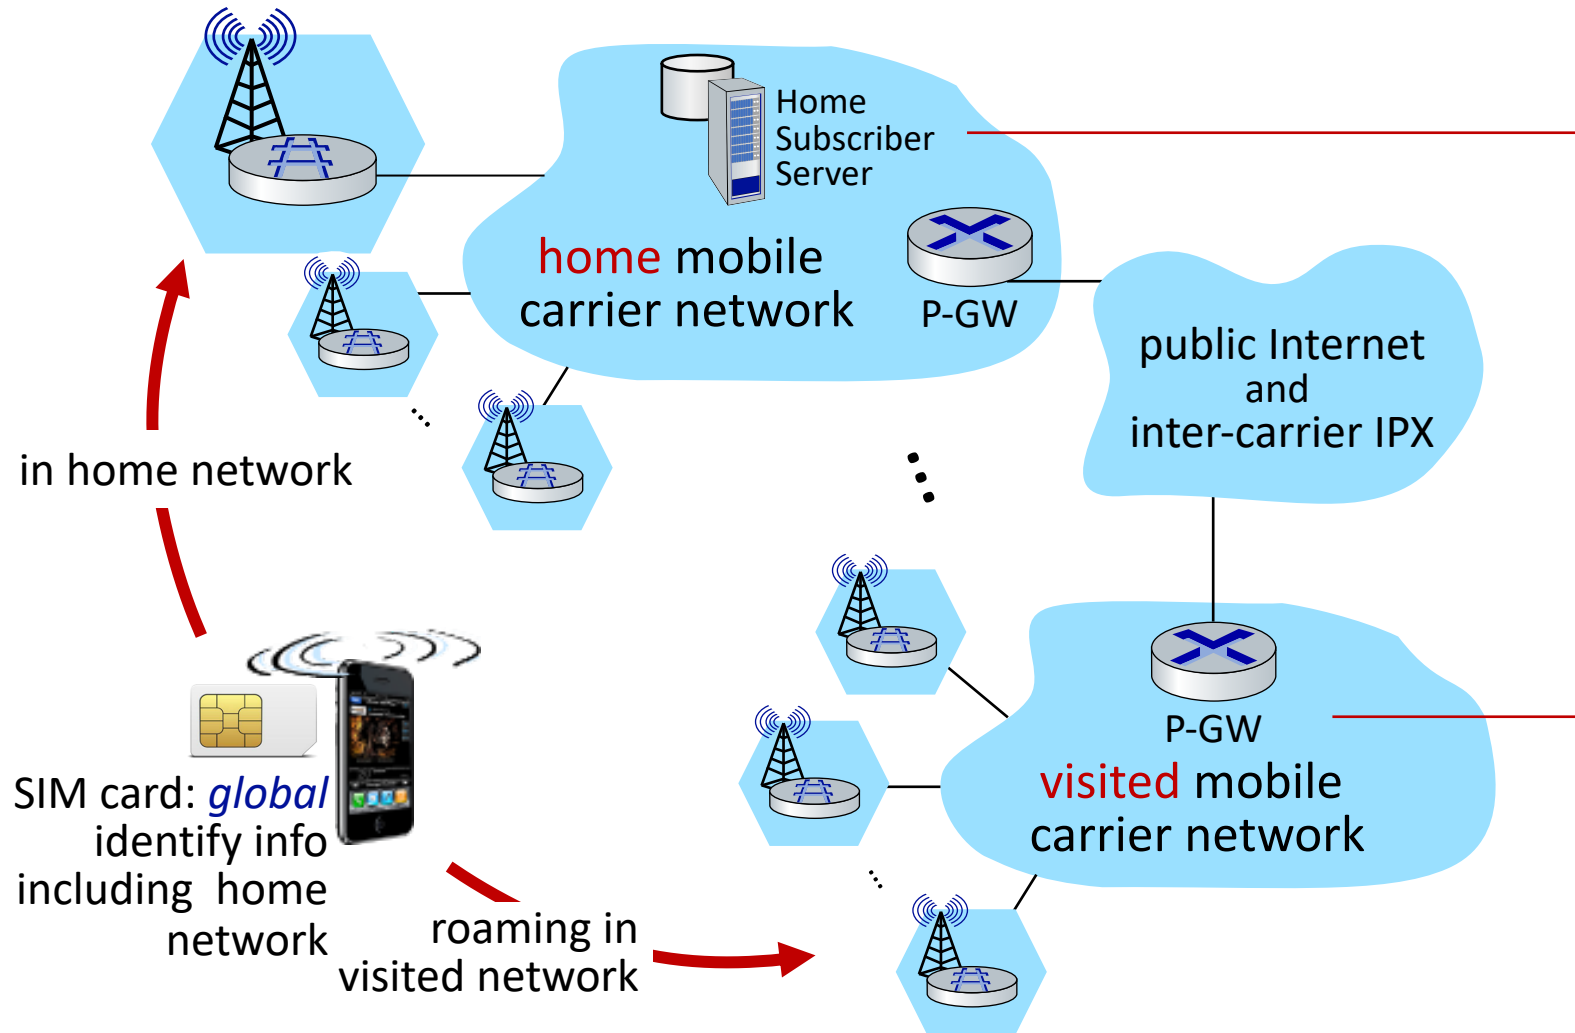 Home
Subscriber
Server
home mobile
carrier network
P-GW
public Internet
and
inter-carrier IPX
in home network
SIM card: global
identify info
including home
network
roaming in
visited network
P-GW
visited mobile
carrier network